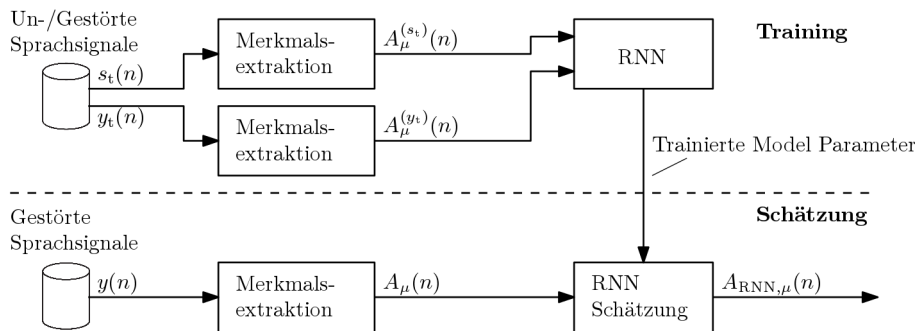 Un-/Gestörte
Sprachsignale
s_t(n)
y_t(n)
Merkmals-
extraktion
A_μ^(s_t)(n)
Merkmals-
extraktion
A_μ^(y_t)(n)
RNN
Training
Trainierte Model Parameter
Schätzung
Gestörte
Sprachsignale
y(n)
Merkmals-
extraktion
A_μ(n)
RNN
Schätzung
A_RNN,μ(n)